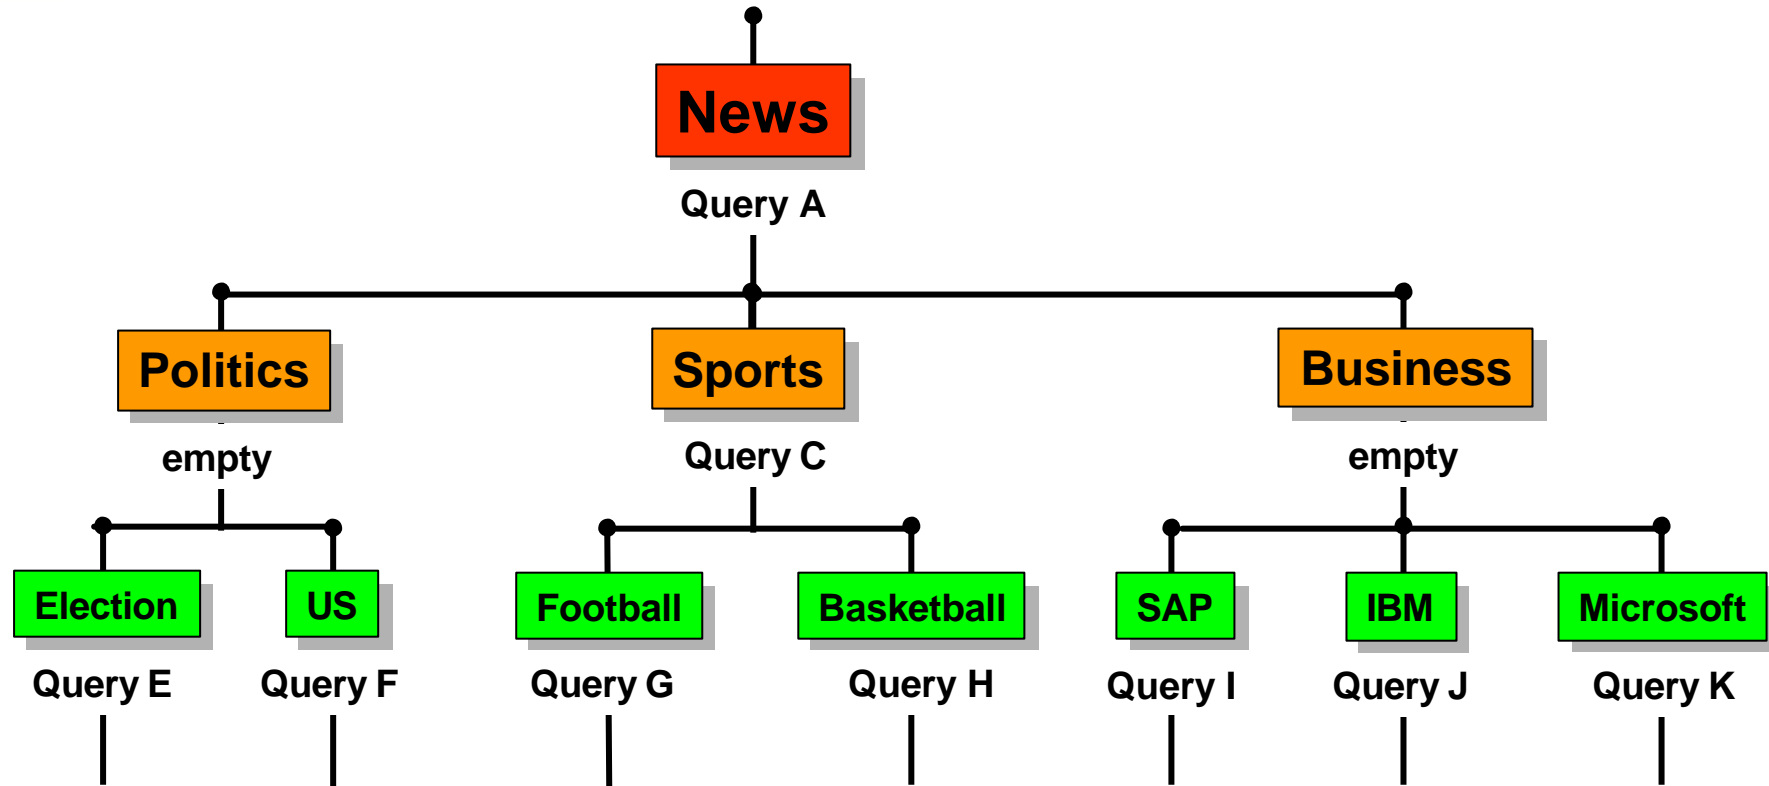 News
Query A
Politics
Sports
Business
empty
Query C
empty
Election
US
Football
Basketball
SAP
IBM
Microsoft
Query E
Query F
Query G
Query H
Query I
Query J
Query K